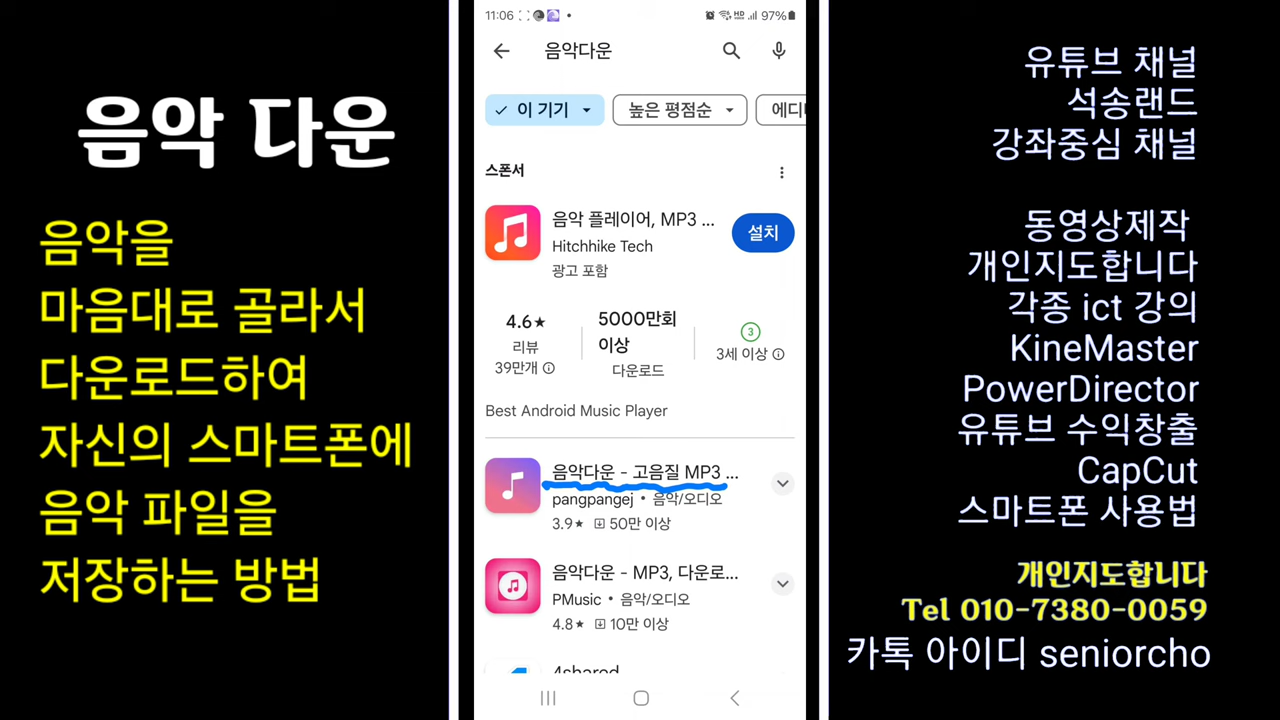 음악 다운
음악을
마음대로 골라서
다운로드하여
자신의 스마트폰에
음악 파일을
저장하는 방법
11:06
HD
97%
음악다운
이 기기
높은 평점순
에디
스폰서
음악 플레이어, MP3 ...
Hitchhike Tech
광고 포함
설치
4.6★
리뷰
39만개
5000만회
이상
다운로드
3
3세 이상
Best Android Music Player
음악다운 - 고음질 MP3 ...
pangpangej • 음악/오디오
3.9★ 50만 이상
음악다운 - MP3, 다운로...
PMusic • 음악/오디오
4.8★ 10만 이상
4shared
유튜브 채널
석송랜드
강좌중심 채널
동영상제작
개인지도합니다
각종 ict 강의
KineMaster
PowerDirector
유튜브 수익창출
CapCut
스마트폰 사용법
개인지도합니다
Tel 010-7380-0059
카톡 아이디 seniorcho